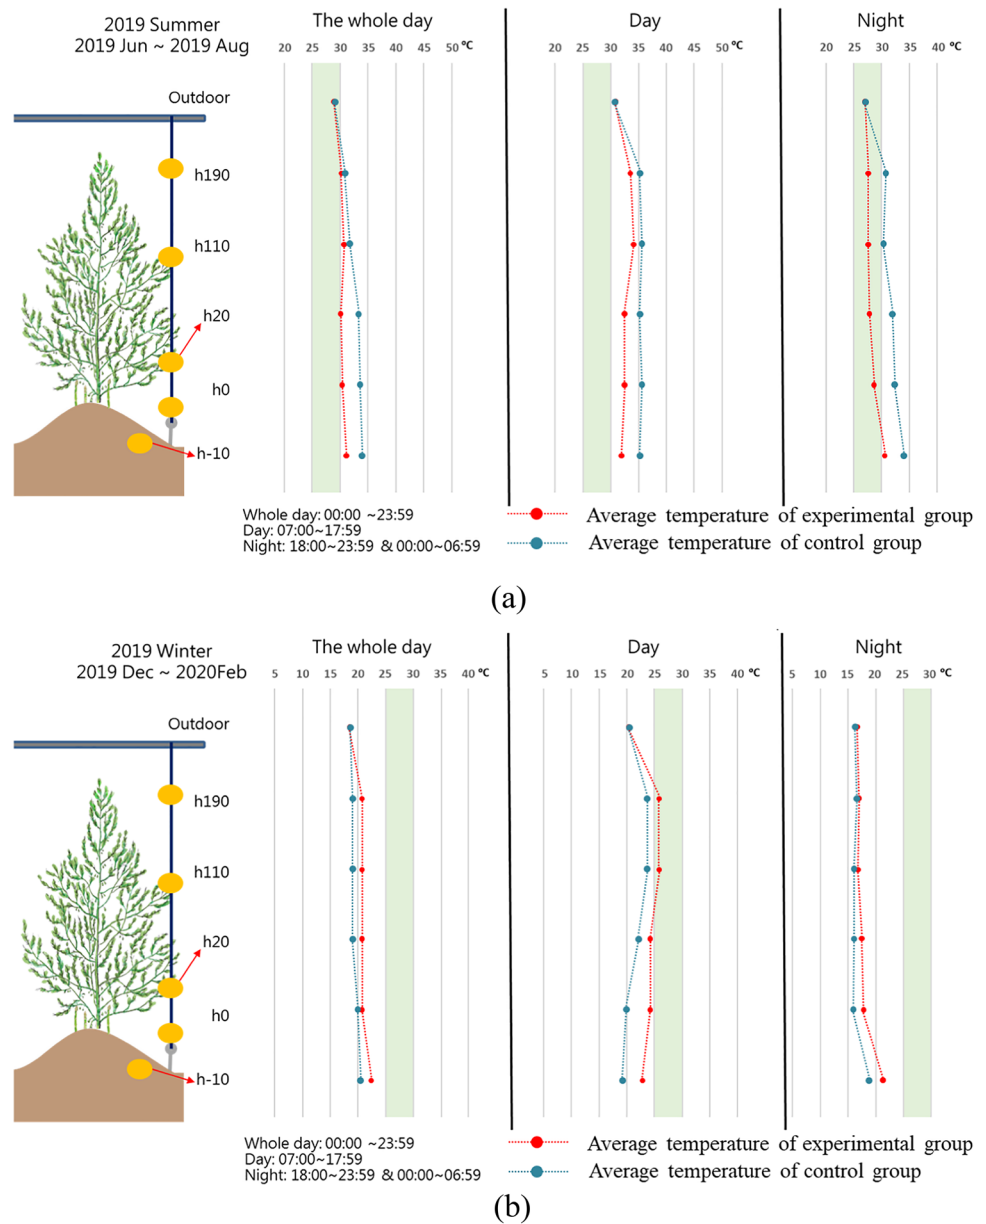 2019 Summer
2019 Jun ~ 2019 Aug
The whole day
Day
Night
20 25 30 35 40 45 50 °C
20 25 30 35 40 45 50 °C
20 25 30 35 40 °C
Outdoor
h190
h110
h20
h0
h-10
Whole day: 00:00 ~23:59
Day: 07:00~17:59
Night: 18:00~23:59 & 00:00~06:59
Average temperature of experimental group
Average temperature of control group
(a)
2019 Winter
2019 Dec ~ 2020Feb
The whole day
Day
Night
5 10 15 20 25 30 35 40 °C
5 10 15 20 25 30 35 40 °C
5 10 15 20 25 30 °C
Outdoor
h190
h110
h20
h0
h-10
Whole day: 00:00 ~23:59
Day: 07:00~17:59
Night: 18:00~23:59 & 00:00~06:59
Average temperature of experimental group
Average temperature of control group
(b)